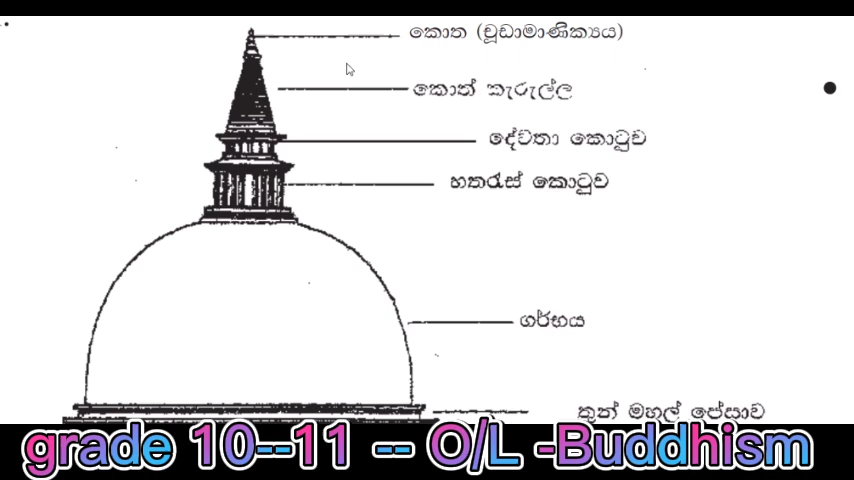 කොත (චූඩාමාණික්‍යය)
කොත් කැරුල්ල
දේවතා කොටුව
හතරැස් කොටුව
ගර්භය
තුන් මහල් පේසාව
grade 10--11 -- O/L -Buddhism